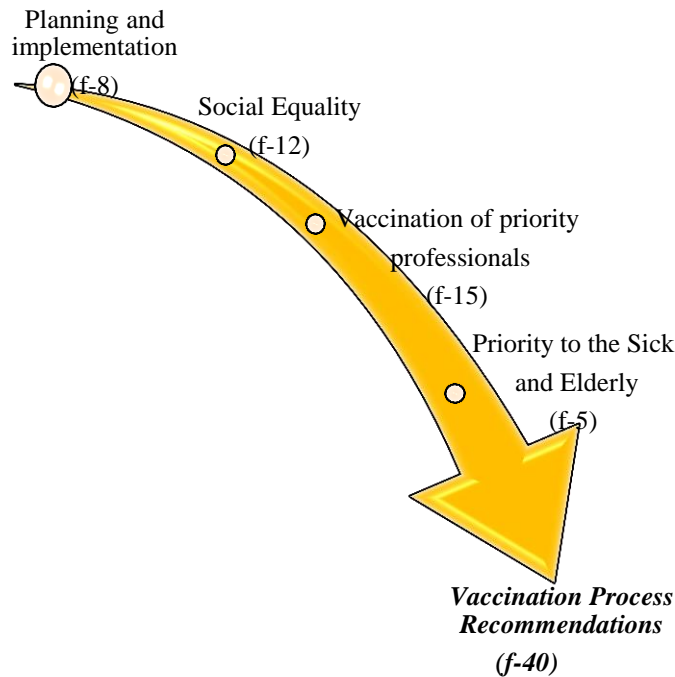 Planning and
implementation
(f-8)
Social Equality
(f-12)
Vaccination of priority
professionals
(f-15)
Priority to the Sick
and Elderly
(f-5)
Vaccination Process
Recommendations
(f-40)